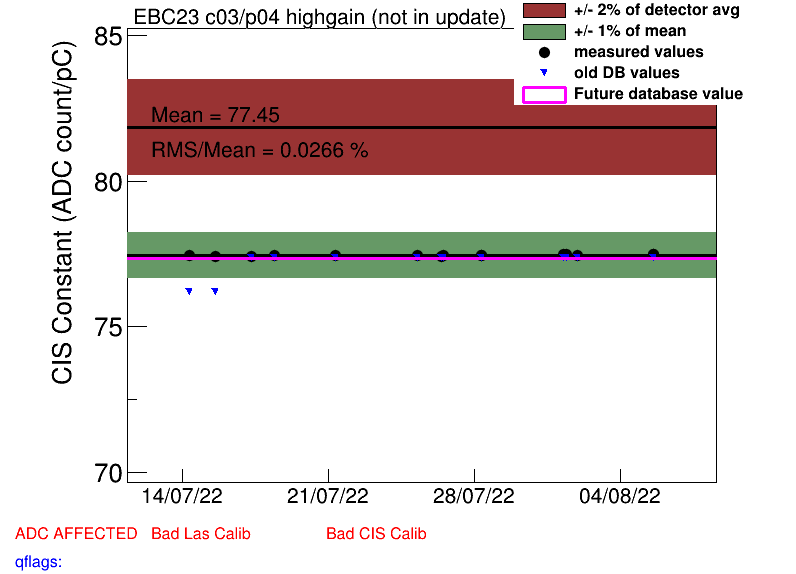 EBC23 c03/p04 highgain (not in update)
+/- 2% of detector avg
+/- 1% of mean
measured values
old DB values
Future database value
Mean = 77.45
RMS/Mean = 0.0266 %
CIS Constant (ADC count/pC)
85
80
75
70
14/07/22 21/07/22 28/07/22 04/08/22
ADC AFFECTED Bad Las Calib Bad CIS Calib
qflags: